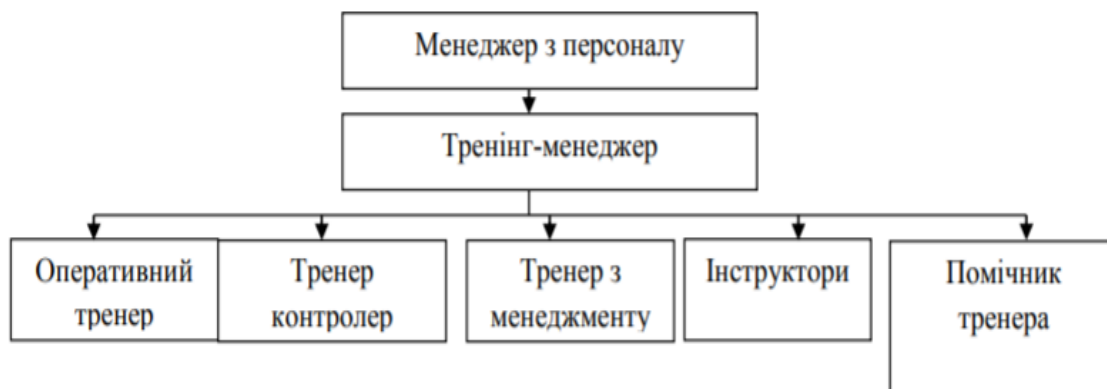 Менеджер з персоналу
Тренінг-менеджер
Оперативний
тренер
Тренер
контролер
Тренер з
менеджменту
Інструктори
Помічник
тренера